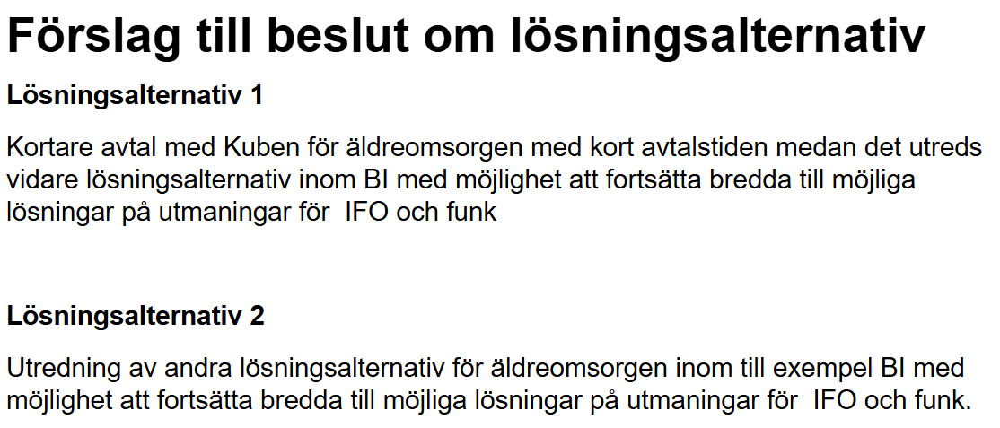 Förslag till beslut om lösningsalternativ
Lösningsalternativ 1
Kortare avtal med Kuben för äldreomsorgen med kort avtalstiden medan det utreds
vidare lösningsalternativ inom BI med möjlighet att fortsätta bredda till möjliga
lösningar på utmaningar för  IFO och funk
Lösningsalternativ 2
Utredning av andra lösningsalternativ för äldreomsorgen inom till exempel BI med
möjlighet att fortsätta bredda till möjliga lösningar på utmaningar för  IFO och funk.